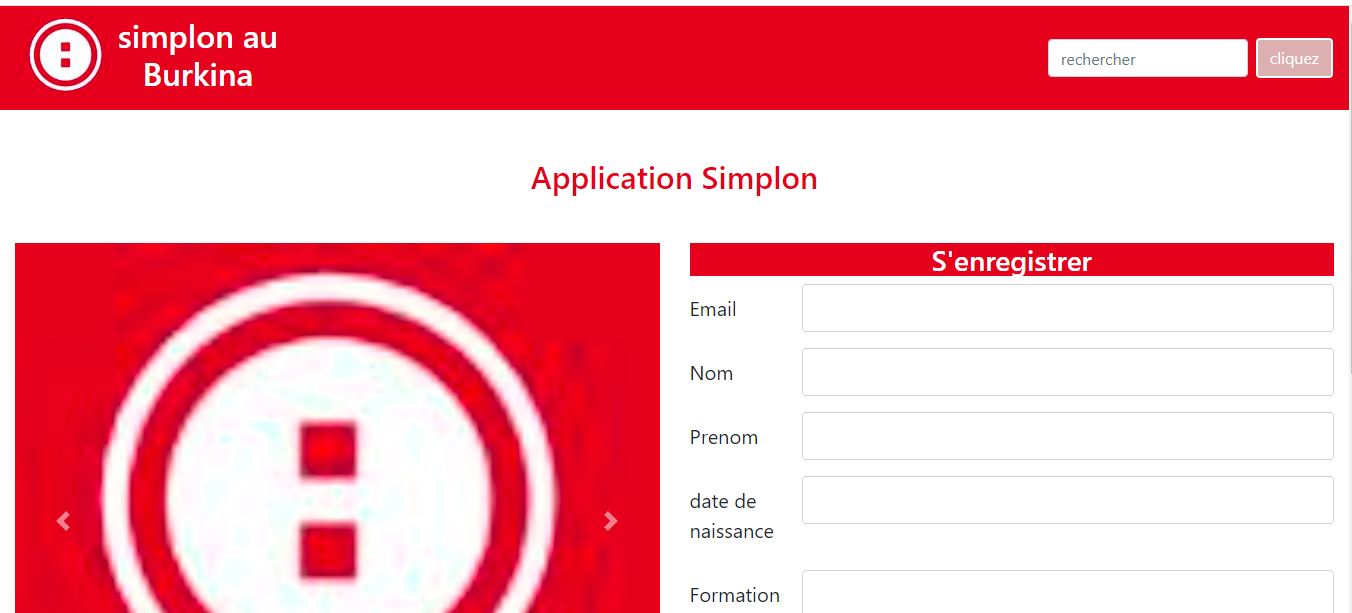 simplon au
Burkina
rechercher
cliquez
Application Simplon
S'enregistrer
Email
Nom
Prenom
date de
naissance
Formation